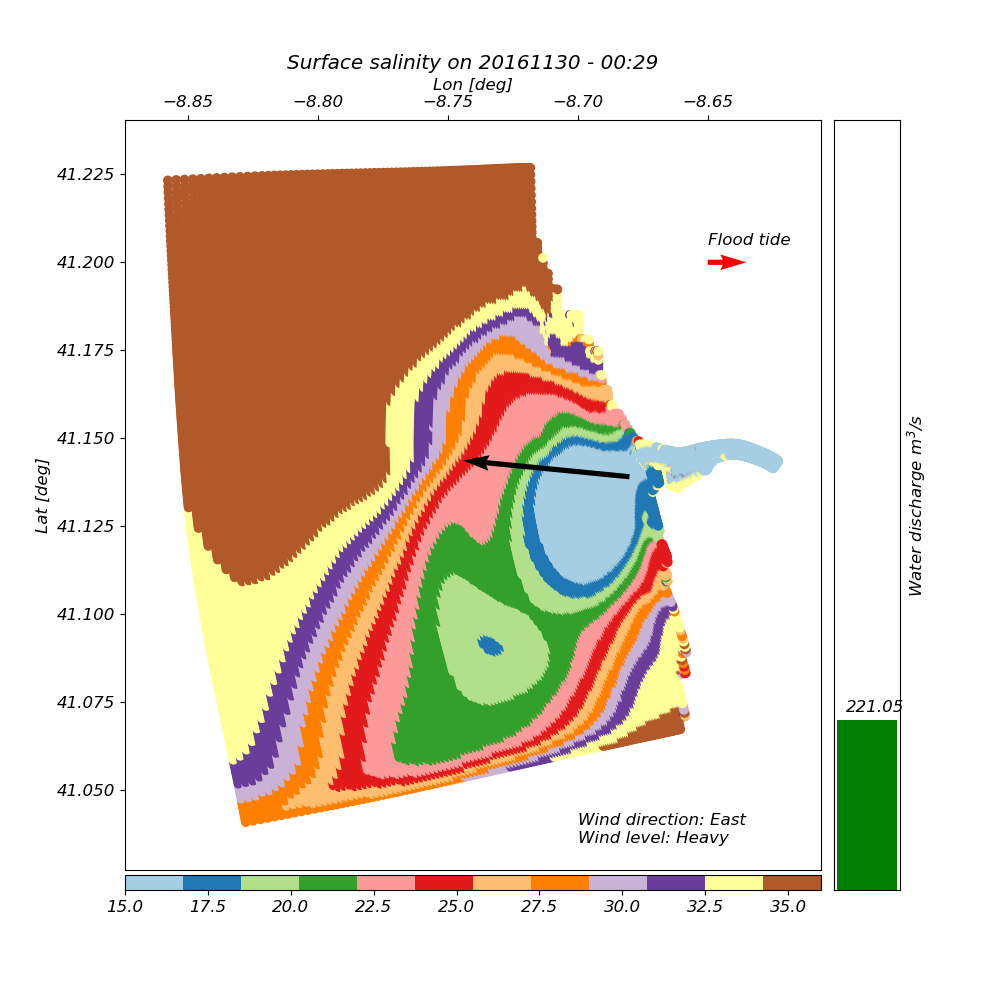 Surface salinity on 20161130 - 00:29
Lon [deg]
−8.85 −8.80 −8.75 −8.70 −8.65
41.225
41.200
41.175
41.150
41.125
41.100
41.075
41.050
Lat [deg]
Flood tide
Wind direction: East
Wind level: Heavy
15.0 17.5 20.0 22.5 25.0 27.5 30.0 32.5 35.0
221.05
Water discharge m³/s